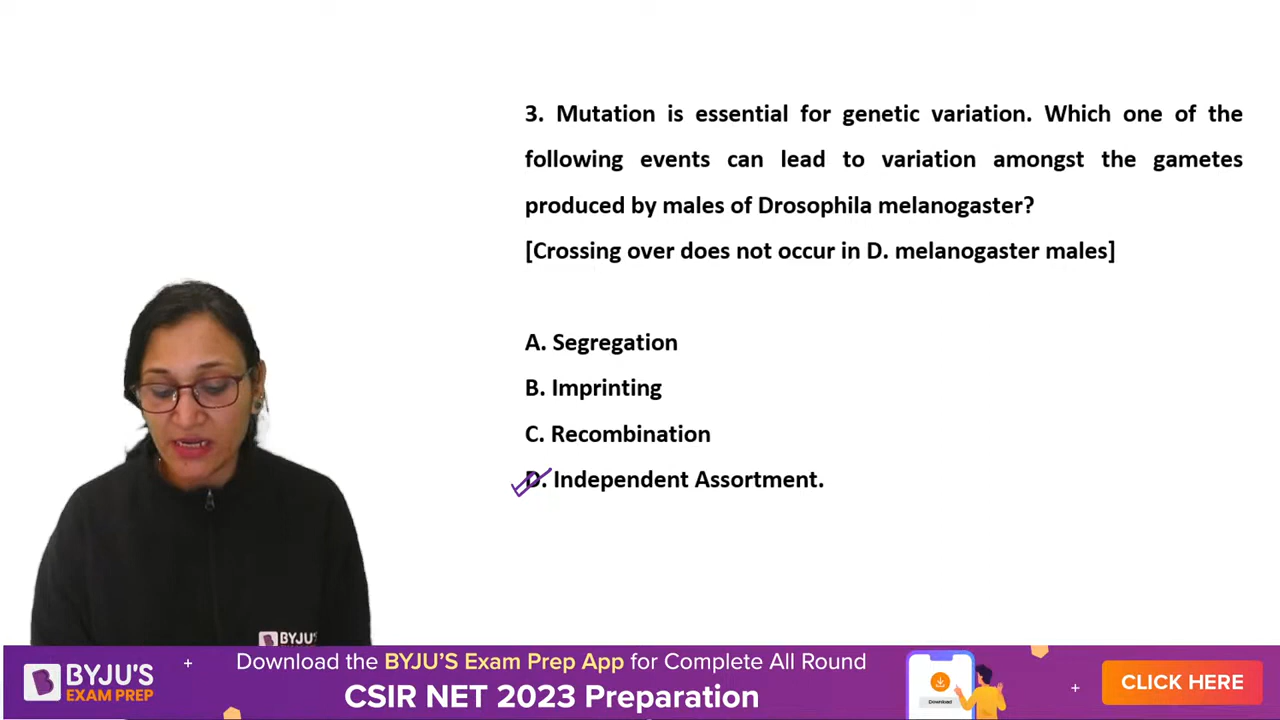 3. Mutation is essential for genetic variation. Which one of the
following events can lead to variation amongst the gametes
produced by males of Drosophila melanogaster?
[Crossing over does not occur in D. melanogaster males]
A. Segregation
B. Imprinting
C. Recombination
D. Independent Assortment.
BYJU'S
BYJU'S
EXAM PREP
Download the BYJU'S Exam Prep App for Complete All Round
CSIR NET 2023 Preparation
Download
CLICK HERE